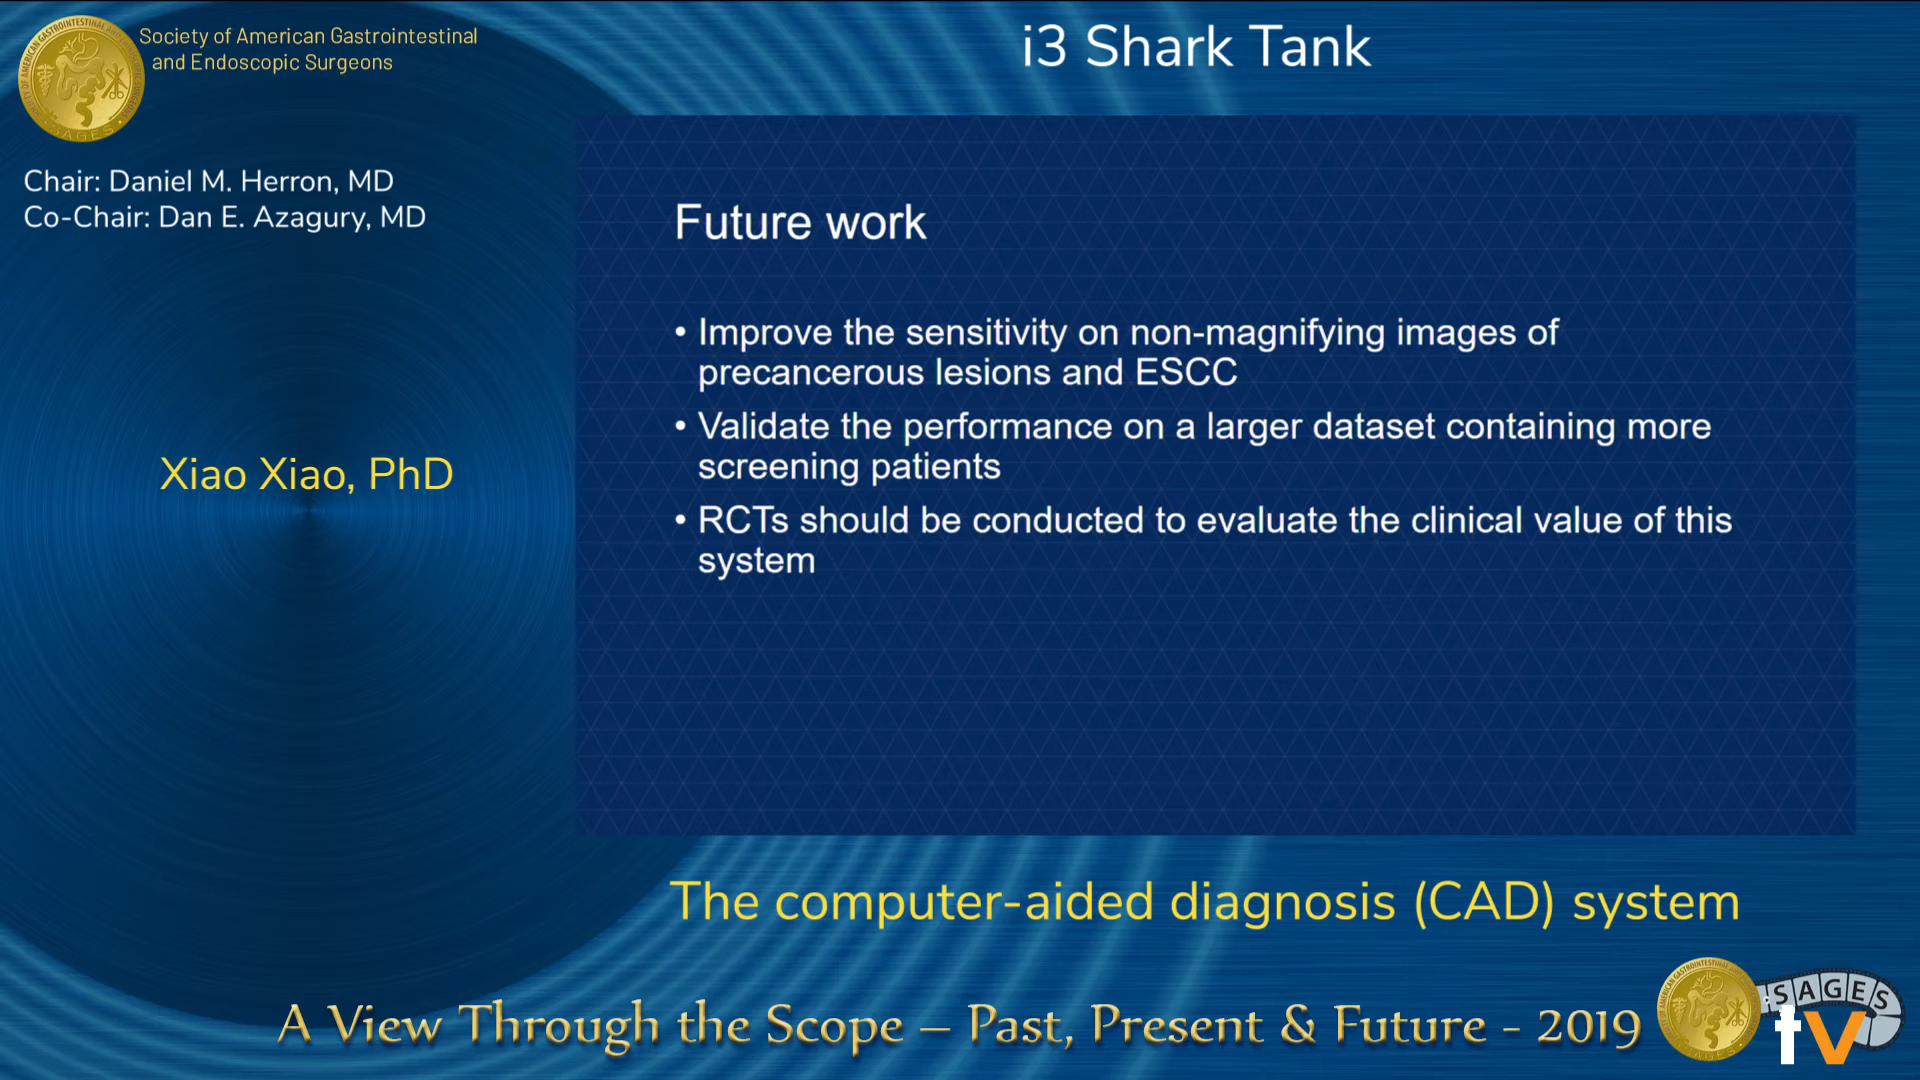 Society of American Gastrointestinal
and Endoscopic Surgeons
i3 Shark Tank
Chair: Daniel M. Herron, MD
Co-Chair: Dan E. Azagury, MD
Xiao Xiao, PhD
Future work
• Improve the sensitivity on non-magnifying images of
precancerous lesions and ESCC
• Validate the performance on a larger dataset containing more
screening patients
• RCTs should be conducted to evaluate the clinical value of this
system
The computer-aided diagnosis (CAD) system
A View Through the Scope – Past, Present & Future - 2019
SAGES
tv